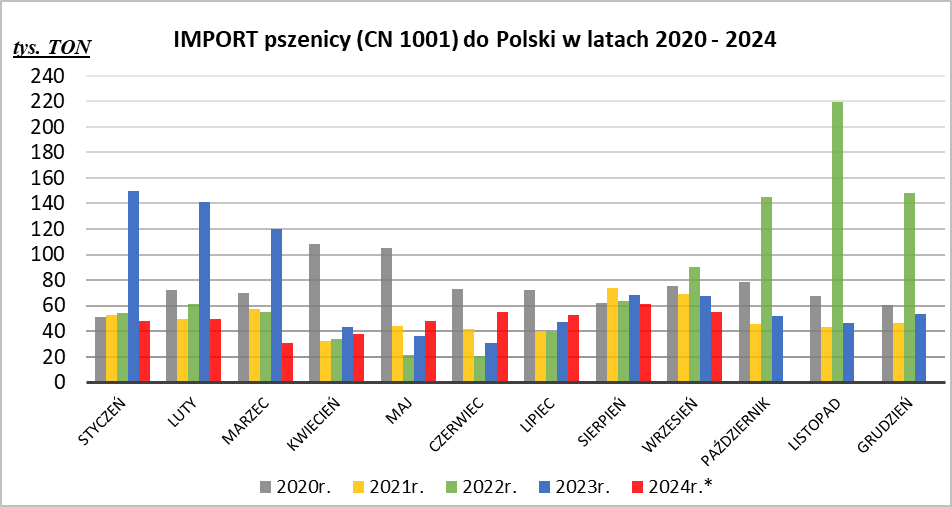 IMPORT pszenicy (CN 1001) do Polski w latach 2020 - 2024
tys. TON
240
220
200
180
160
140
120
100
80
60
40
20
0
STYCZEŃ
LUTY
MARZEC
KWIECIEŃ
MAJ
CZERWIEC
LIPIEC
SIERPIEŃ
WRZESIEŃ
PAŹDZIERNIK
LISTOPAD
GRUDZIEŃ
2020r. 2021r. 2022r. 2023r. 2024r.*